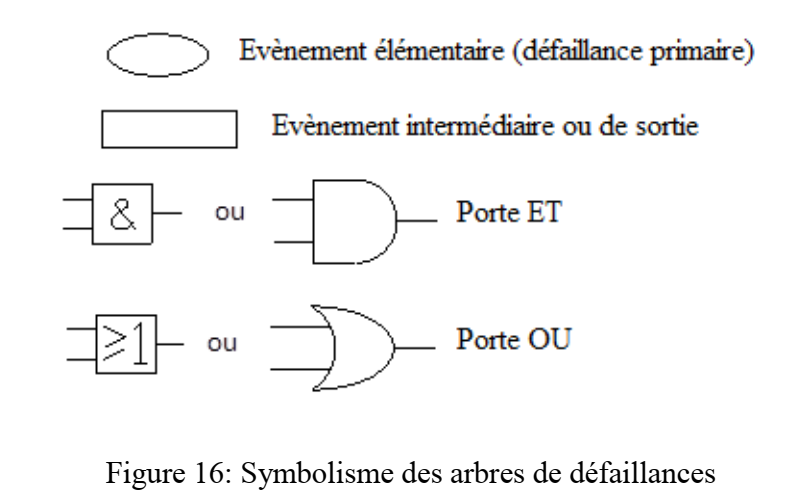 Evènement élémentaire (défaillance primaire)
Evènement intermédiaire ou de sortie
& ou Porte ET
≥1 ou Porte OU
Figure 16: Symbolisme des arbres de défaillances